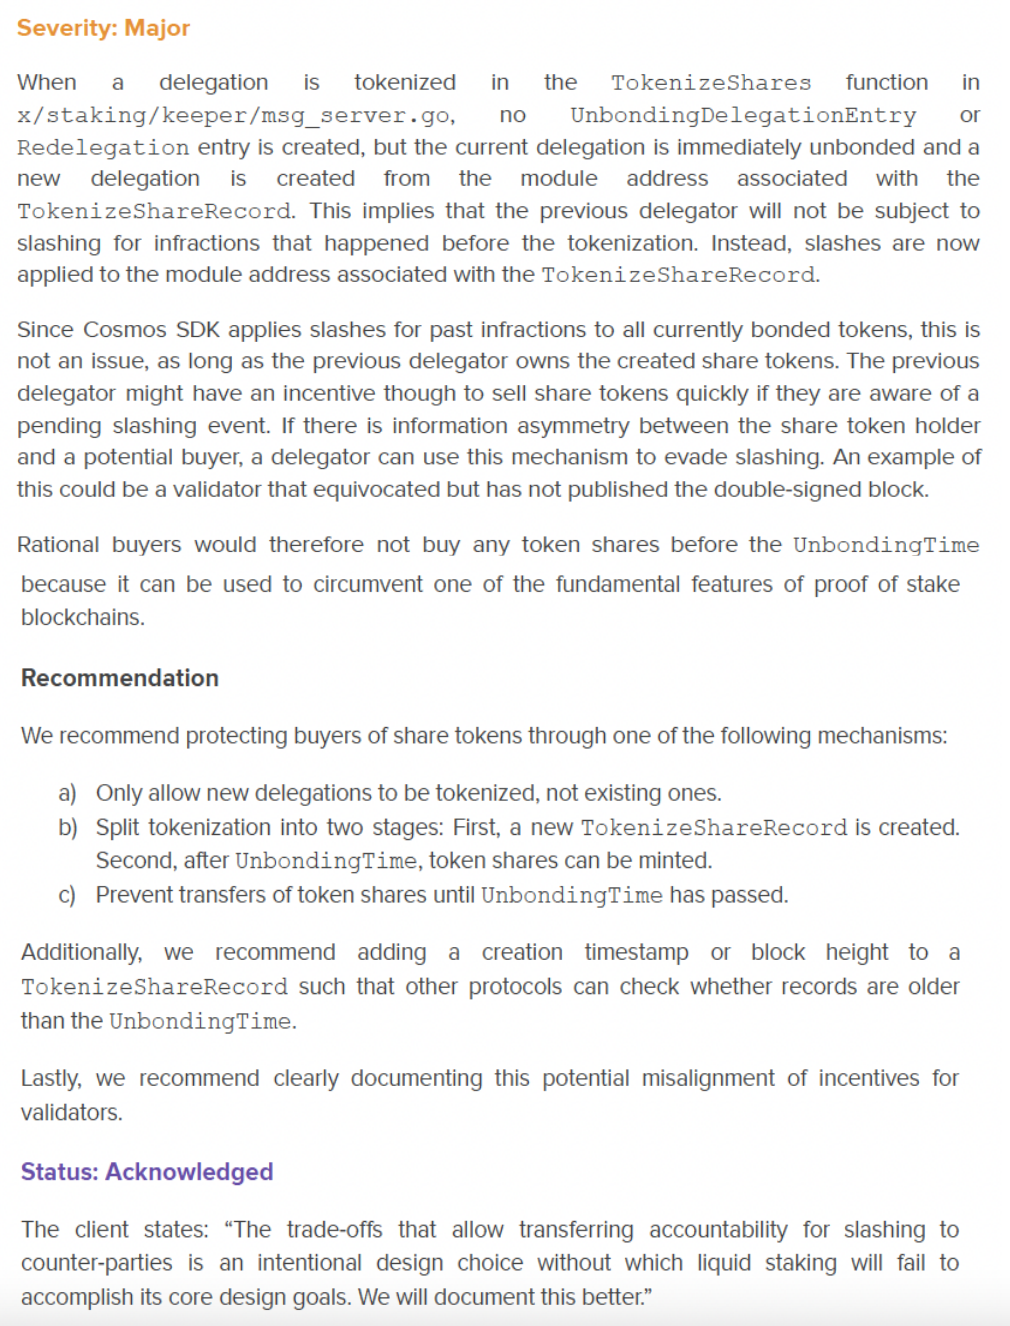 Severity: Major
When a delegation is tokenized in the TokenizeShares function in
x/staking/keeper/msg_server.go, no UnbondingDelegationEntry or
Redelegation entry is created, but the current delegation is immediately unbonded and a
new delegation is created from the module address associated with the
TokenizeShareRecord. This implies that the previous delegator will not be subject to
slashing for infractions that happened before the tokenization. Instead, slashes are now
applied to the module address associated with the TokenizeShareRecord.
Since Cosmos SDK applies slashes for past infractions to all currently bonded tokens, this is
not an issue, as long as the previous delegator owns the created share tokens. The previous
delegator might have an incentive though to sell share tokens quickly if they are aware of a
pending slashing event. If there is information asymmetry between the share token holder
and a potential buyer, a delegator can use this mechanism to evade slashing. An example of
this could be a validator that equivocated but has not published the double-signed block.
Rational buyers would therefore not buy any token shares before the UnbondingTime
because it can be used to circumvent one of the fundamental features of proof of stake
blockchains.
Recommendation
We recommend protecting buyers of share tokens through one of the following mechanisms:
a) Only allow new delegations to be tokenized, not existing ones.
b) Split tokenization into two stages: First, a new TokenizeShareRecord is created.
Second, after UnbondingTime, token shares can be minted.
c) Prevent transfers of token shares until UnbondingTime has passed.
Additionally, we recommend adding a creation timestamp or block height to a
TokenizeShareRecord such that other protocols can check whether records are older
than the UnbondingTime.
Lastly, we recommend clearly documenting this potential misalignment of incentives for
validators.
Status: Acknowledged
The client states: “The trade-offs that allow transferring accountability for slashing to
counter-parties is an intentional design choice without which liquid staking will fail to
accomplish its core design goals. We will document this better.”